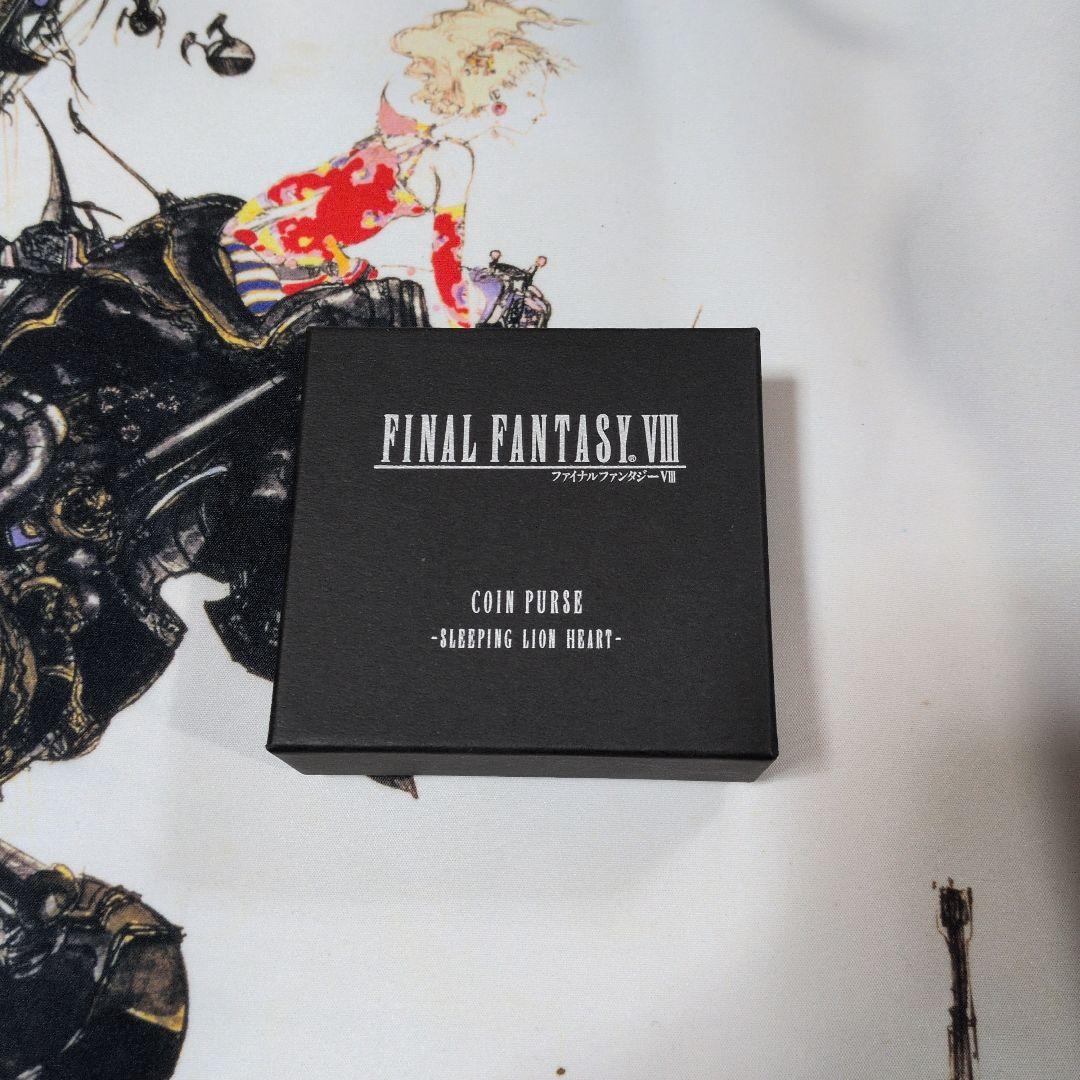 FINAL FANTASY® VIII
ファイナルファンタジーVIII
COIN PURSE
-SLEEPING LION HEART-